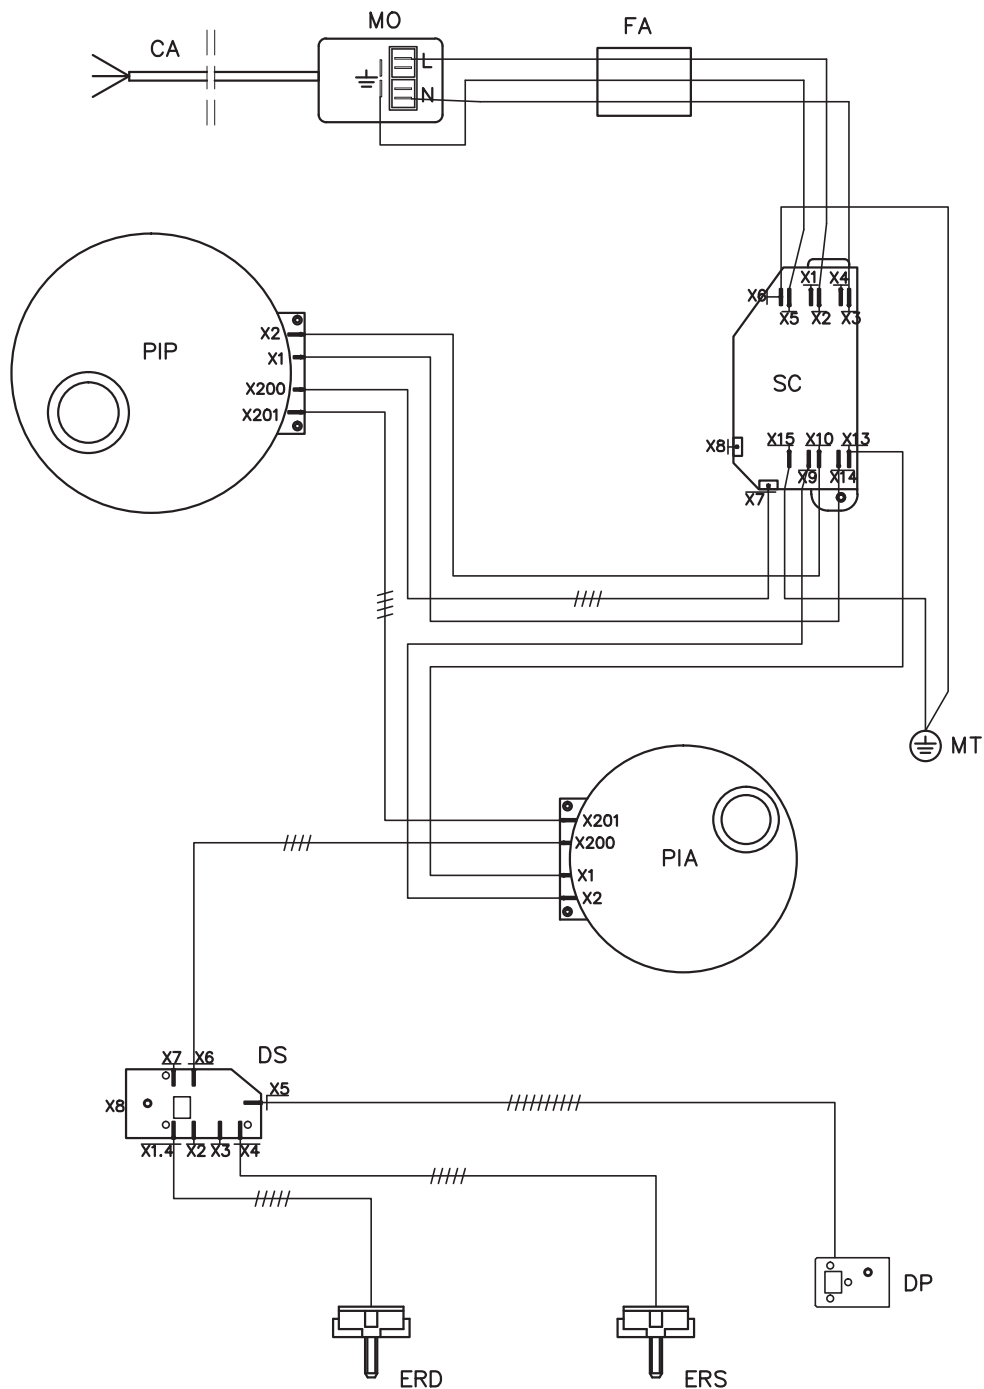 MO
FA
CA
L
N
X1 X4
X6
X5 X2 X3
X2
PIP
X1
SC
X200
X201
X15 X10 X13
X8
X9 X14
X7
MT
X201
X200
PIA
X1
X2
DS
X7 X6
X5
X8
X1.4 X2 X3 X4
DP
ERD
ERS